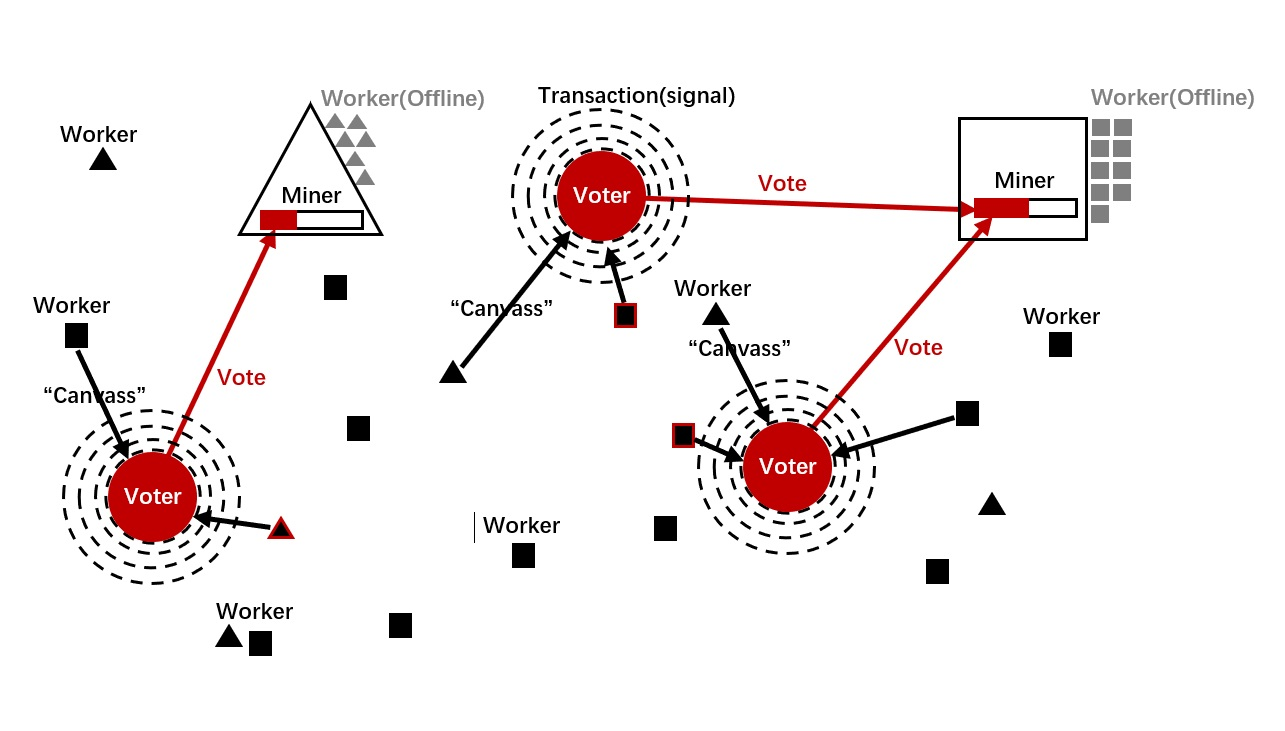 Worker(Offline)
Transaction(signal)
Worker(Offline)
Worker
Miner
Voter
Vote
Miner
Worker
“Canvass”
Worker
Worker
“Canvass”
Vote
“Canvass”
Vote
Voter
Voter
Worker
Worker